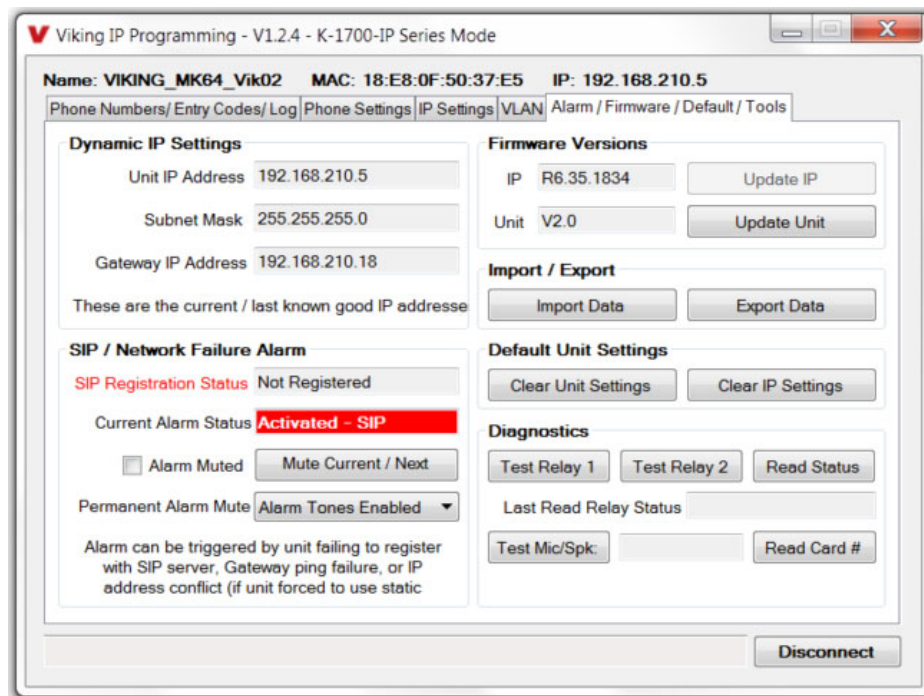 Viking IP Programming - V1.2.4 - K-1700-IP Series Mode
Name: VIKING_MK64_Vik02 MAC: 18:E8:0F:50:37:E5 IP: 192.168.210.5
Phone Numbers/ Entry Codes/ Log Phone Settings IP Settings VLAN Alarm / Firmware / Default / Tools
Dynamic IP Settings
Unit IP Address 192.168.210.5
Subnet Mask 255.255.255.0
Gateway IP Address 192.168.210.18
These are the current / last known good IP addresse
SIP / Network Failure Alarm
SIP Registration Status Not Registered
Current Alarm Status Activated - SIP
Alarm Muted Mute Current / Next
Permanent Alarm Mute Alarm Tones Enabled
Alarm can be triggered by unit failing to register
with SIP server, Gateway ping failure, or IP
address conflict (if unit forced to use static
Firmware Versions
IP R6.35.1834 Update IP
Unit V2.0 Update Unit
Import / Export
Import Data Export Data
Default Unit Settings
Clear Unit Settings Clear IP Settings
Diagnostics
Test Relay 1 Test Relay 2 Read Status
Last Read Relay Status
Test Mic/Spk: Read Card #
Disconnect